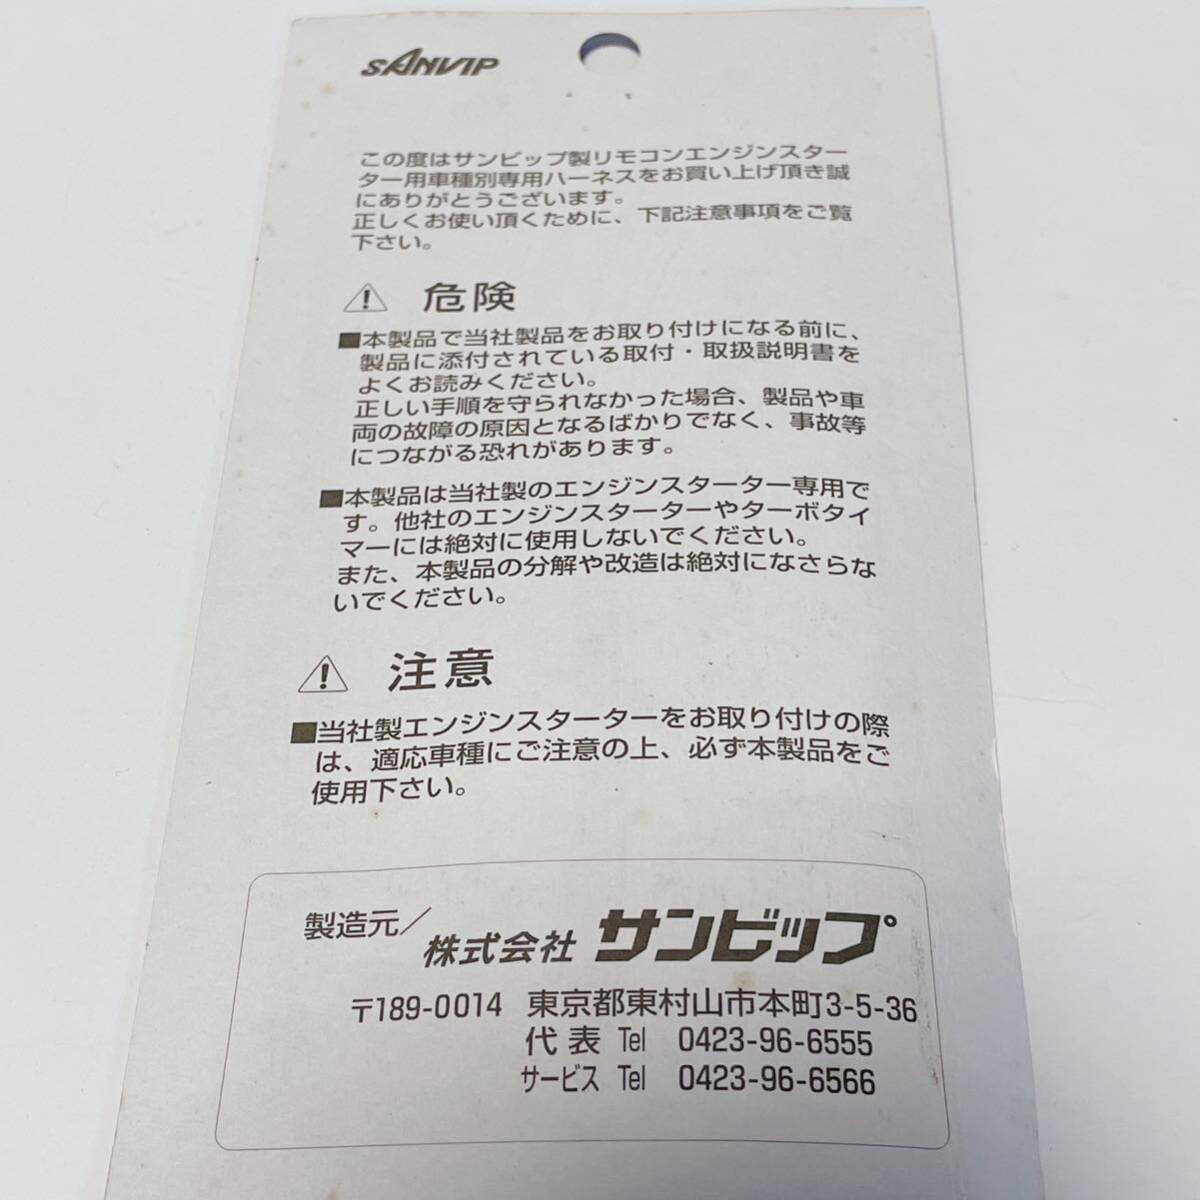 SANVIP
この度はサンビップ製リモコンエンジンスター
ター用車種別専用ハーネスをお買い上げ頂き誠
にありがとうございます。
正しくお使い頂くために、下記注意事項をご覧
下さい。
危険
■本製品で当社製品をお取り付けになる前に、
製品に添付されている取付・取扱説明書を
よくお読みください。
正しい手順を守られなかった場合、製品や車
両の故障の原因となるばかりでなく、事故等
につながる恐れがあります。
■本製品は当社製のエンジンスターター専用で
す。他社のエンジンスターターやターボタイ
マーには絶対に使用しないでください。
また、本製品の分解や改造は絶対になさらな
いでください。
注意
■当社製エンジンスターターをお取り付けの際
は、適応車種にご注意の上、必ず本製品をご
使用下さい。
製造元／
株式会社 サンビップ
〒189-0014 東京都東村山市本町3-5-36
代表 Tel 0423-96-6555
サービス Tel 0423-96-6566